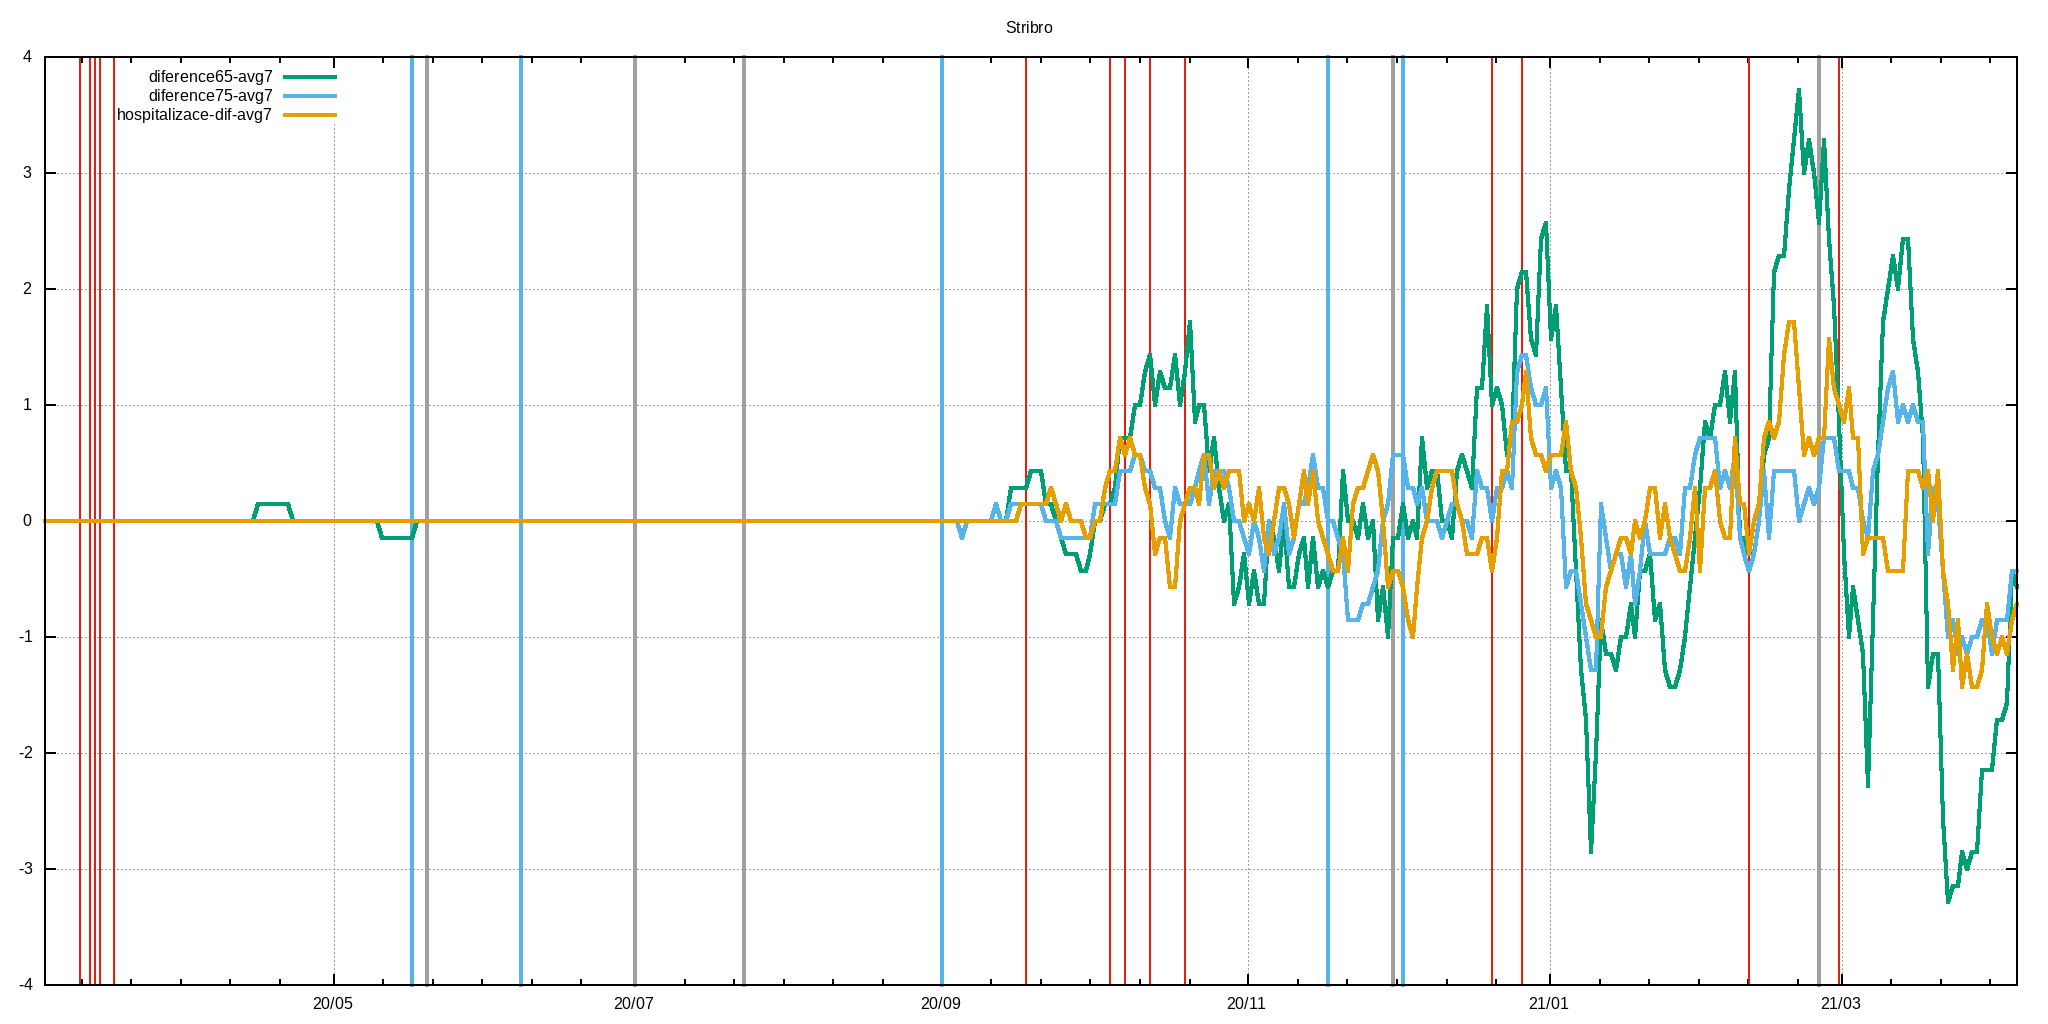 Stribro
diference65-avg7
diference75-avg7
hospitalizace-dif-avg7
4
3
2
1
0
-1
-2
-3
-4
20/05 20/07 20/09 20/11 21/01 21/03